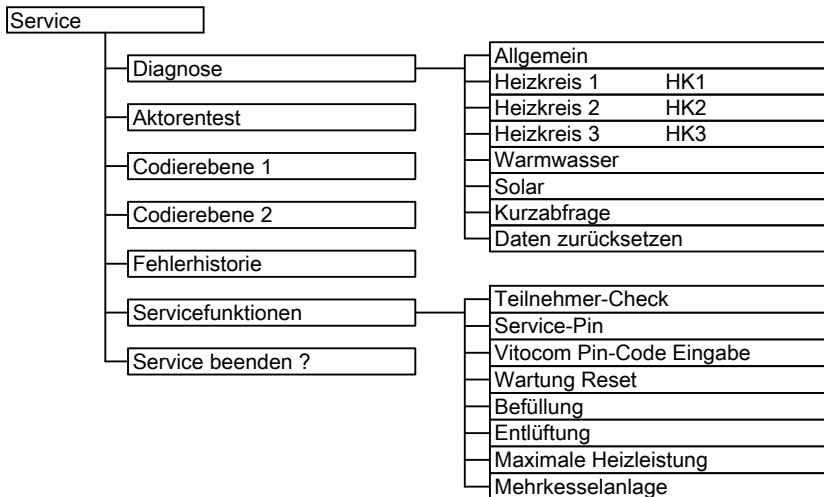 Service
Diagnose
Allgemein
Heizkreis 1 HK1
Heizkreis 2 HK2
Heizkreis 3 HK3
Warmwasser
Solar
Kurzabfrage
Daten zurücksetzen
Aktorentest
Codierebene 1
Codierebene 2
Fehlerhistorie
Servicefunktionen
Teilnehmer-Check
Service-Pin
Vitocom Pin-Code Eingabe
Wartung Reset
Befüllung
Entlüftung
Maximale Heizleistung
Mehrkesselanlage
Service beenden ?